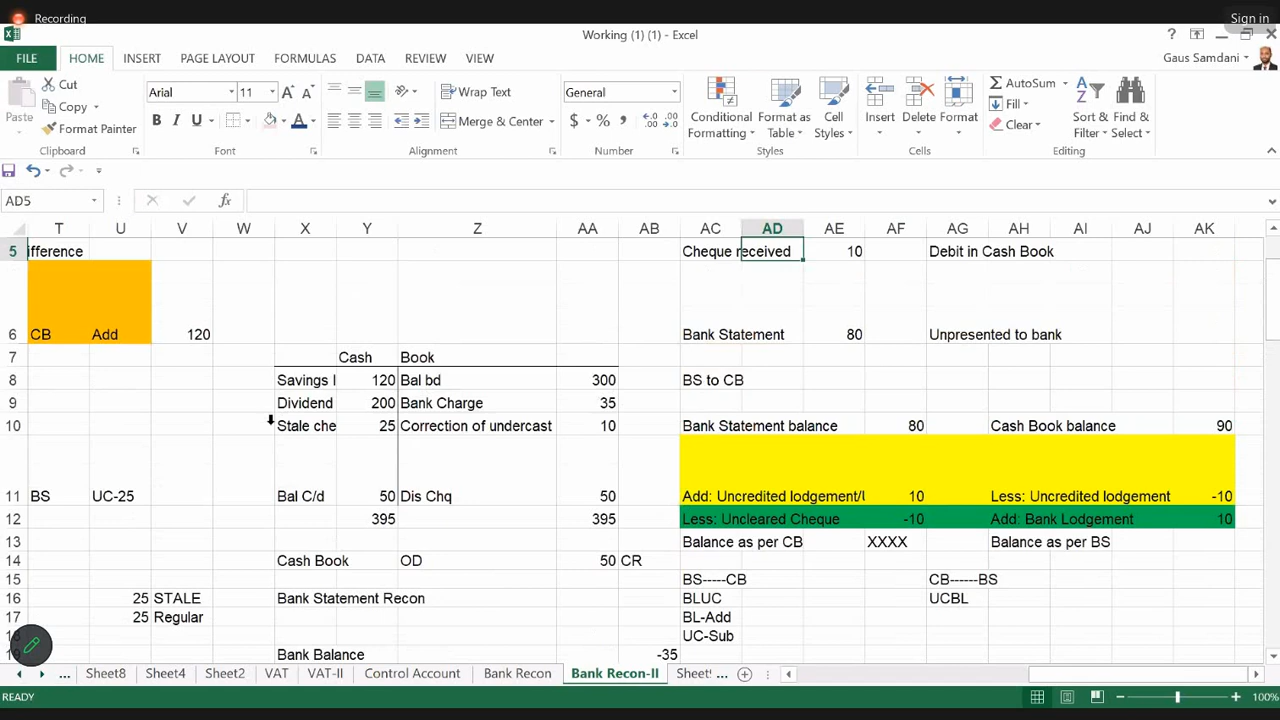 Recording
Sign in
Working (1) (1) - Excel
?
FILE HOME INSERT PAGE LAYOUT FORMULAS DATA REVIEW VIEW Gaus Samdani
Cut
Copy
Format Painter
Paste
Arial 11
A A
B I U A
Wrap Text
Merge & Center
General
$ % ,
Conditional Formatting
Format as Table
Cell Styles
Insert Delete Format
AutoSum
Fill
Clear
Sort & Filter
Find & Select
Clipboard Font Alignment Number Styles Cells Editing
AD5 fx
T U V W X Y Z AA AB AC AD AE AF AG AH AI AJ AK
5 ifference Cheque received 10 Debit in Cash Book
6 CB Add 120 Bank Statement 80 Unpresented to bank
7 Cash Book
8 Savings 120 Bal bd 300 BS to CB
9 Dividend 200 Bank Charge 35
10 Stale che 25 Correction of undercast 10 Bank Statement balance 80 Cash Book balance 90
11 BS UC-25 Bal C/d 50 Dis Chq 50 Add: Uncredited lodgement/ 10 Less: Uncredited lodgement -10
12 395 395 Less: Uncleared Cheque -10 Add: Bank Lodgement 10
13 Balance as per CB XXXX Balance as per BS
14 Cash Book OD 50 CR
15 BS-----CB CB------BS
16 25 STALE Bank Statement Recon BLUC UCBL
17 25 Regular BL-Add
18 UC-Sub
19 Bank Balance -35
... Sheet8 Sheet4 Sheet2 VAT VAT-II Control Account Bank Recon Bank Recon-II Sheet ...
READY 100%